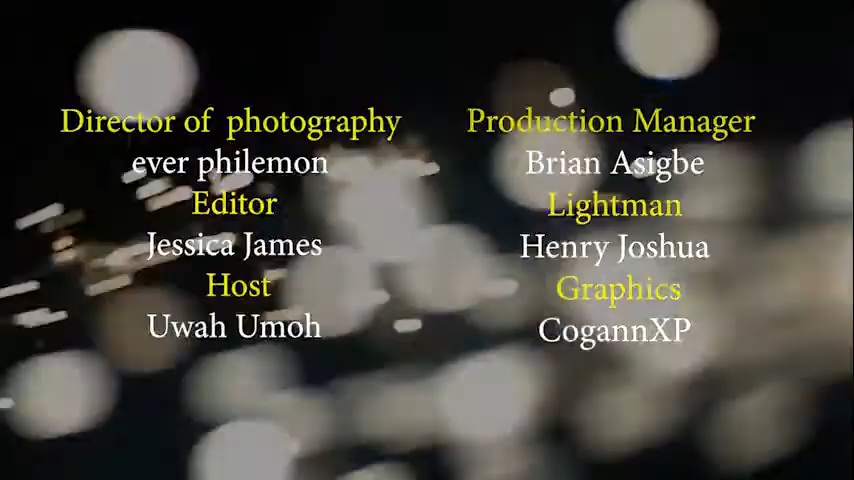 Director of photography
ever philemon
Editor
Jessica James
Host
Uwah Umoh
Production Manager
Brian Asigbe
Lightman
Henry Joshua
Graphics
CogannXP